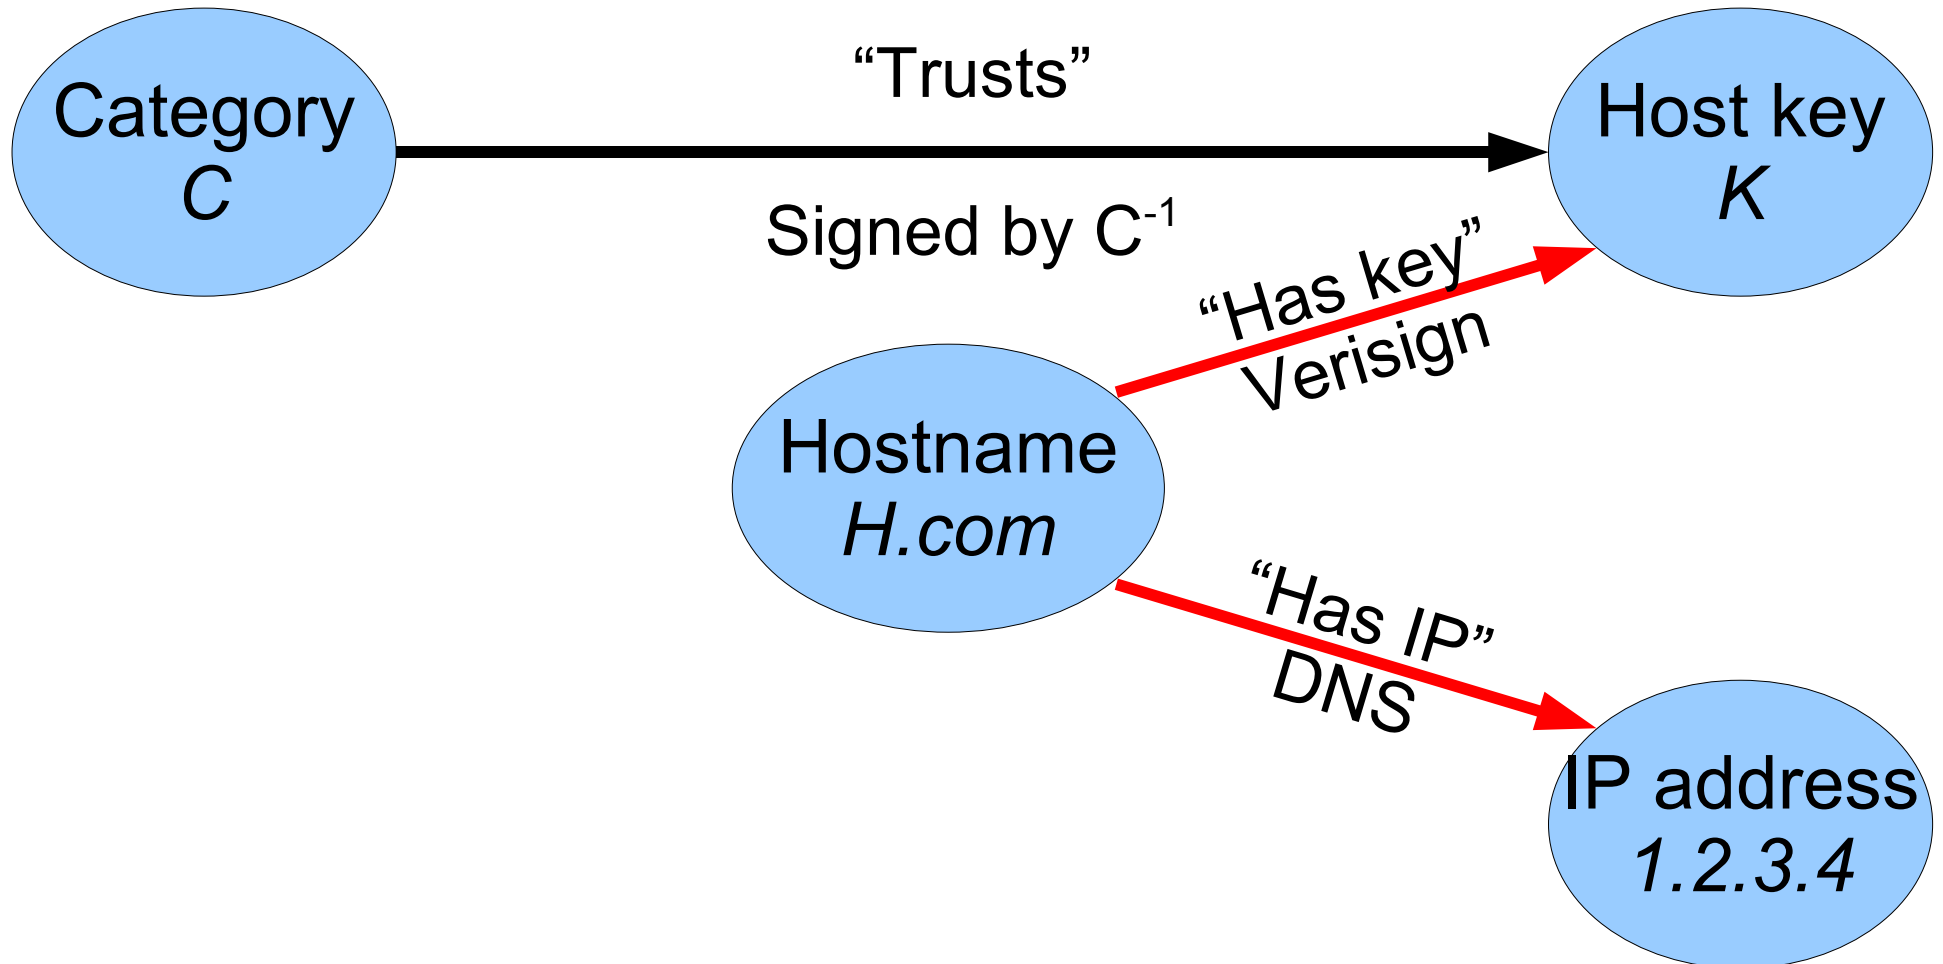 Category
C
“Trusts”
Signed by C⁻¹
Host key
K
“Has key”
Verisign
Hostname
H.com
“Has IP”
DNS
IP address
1.2.3.4